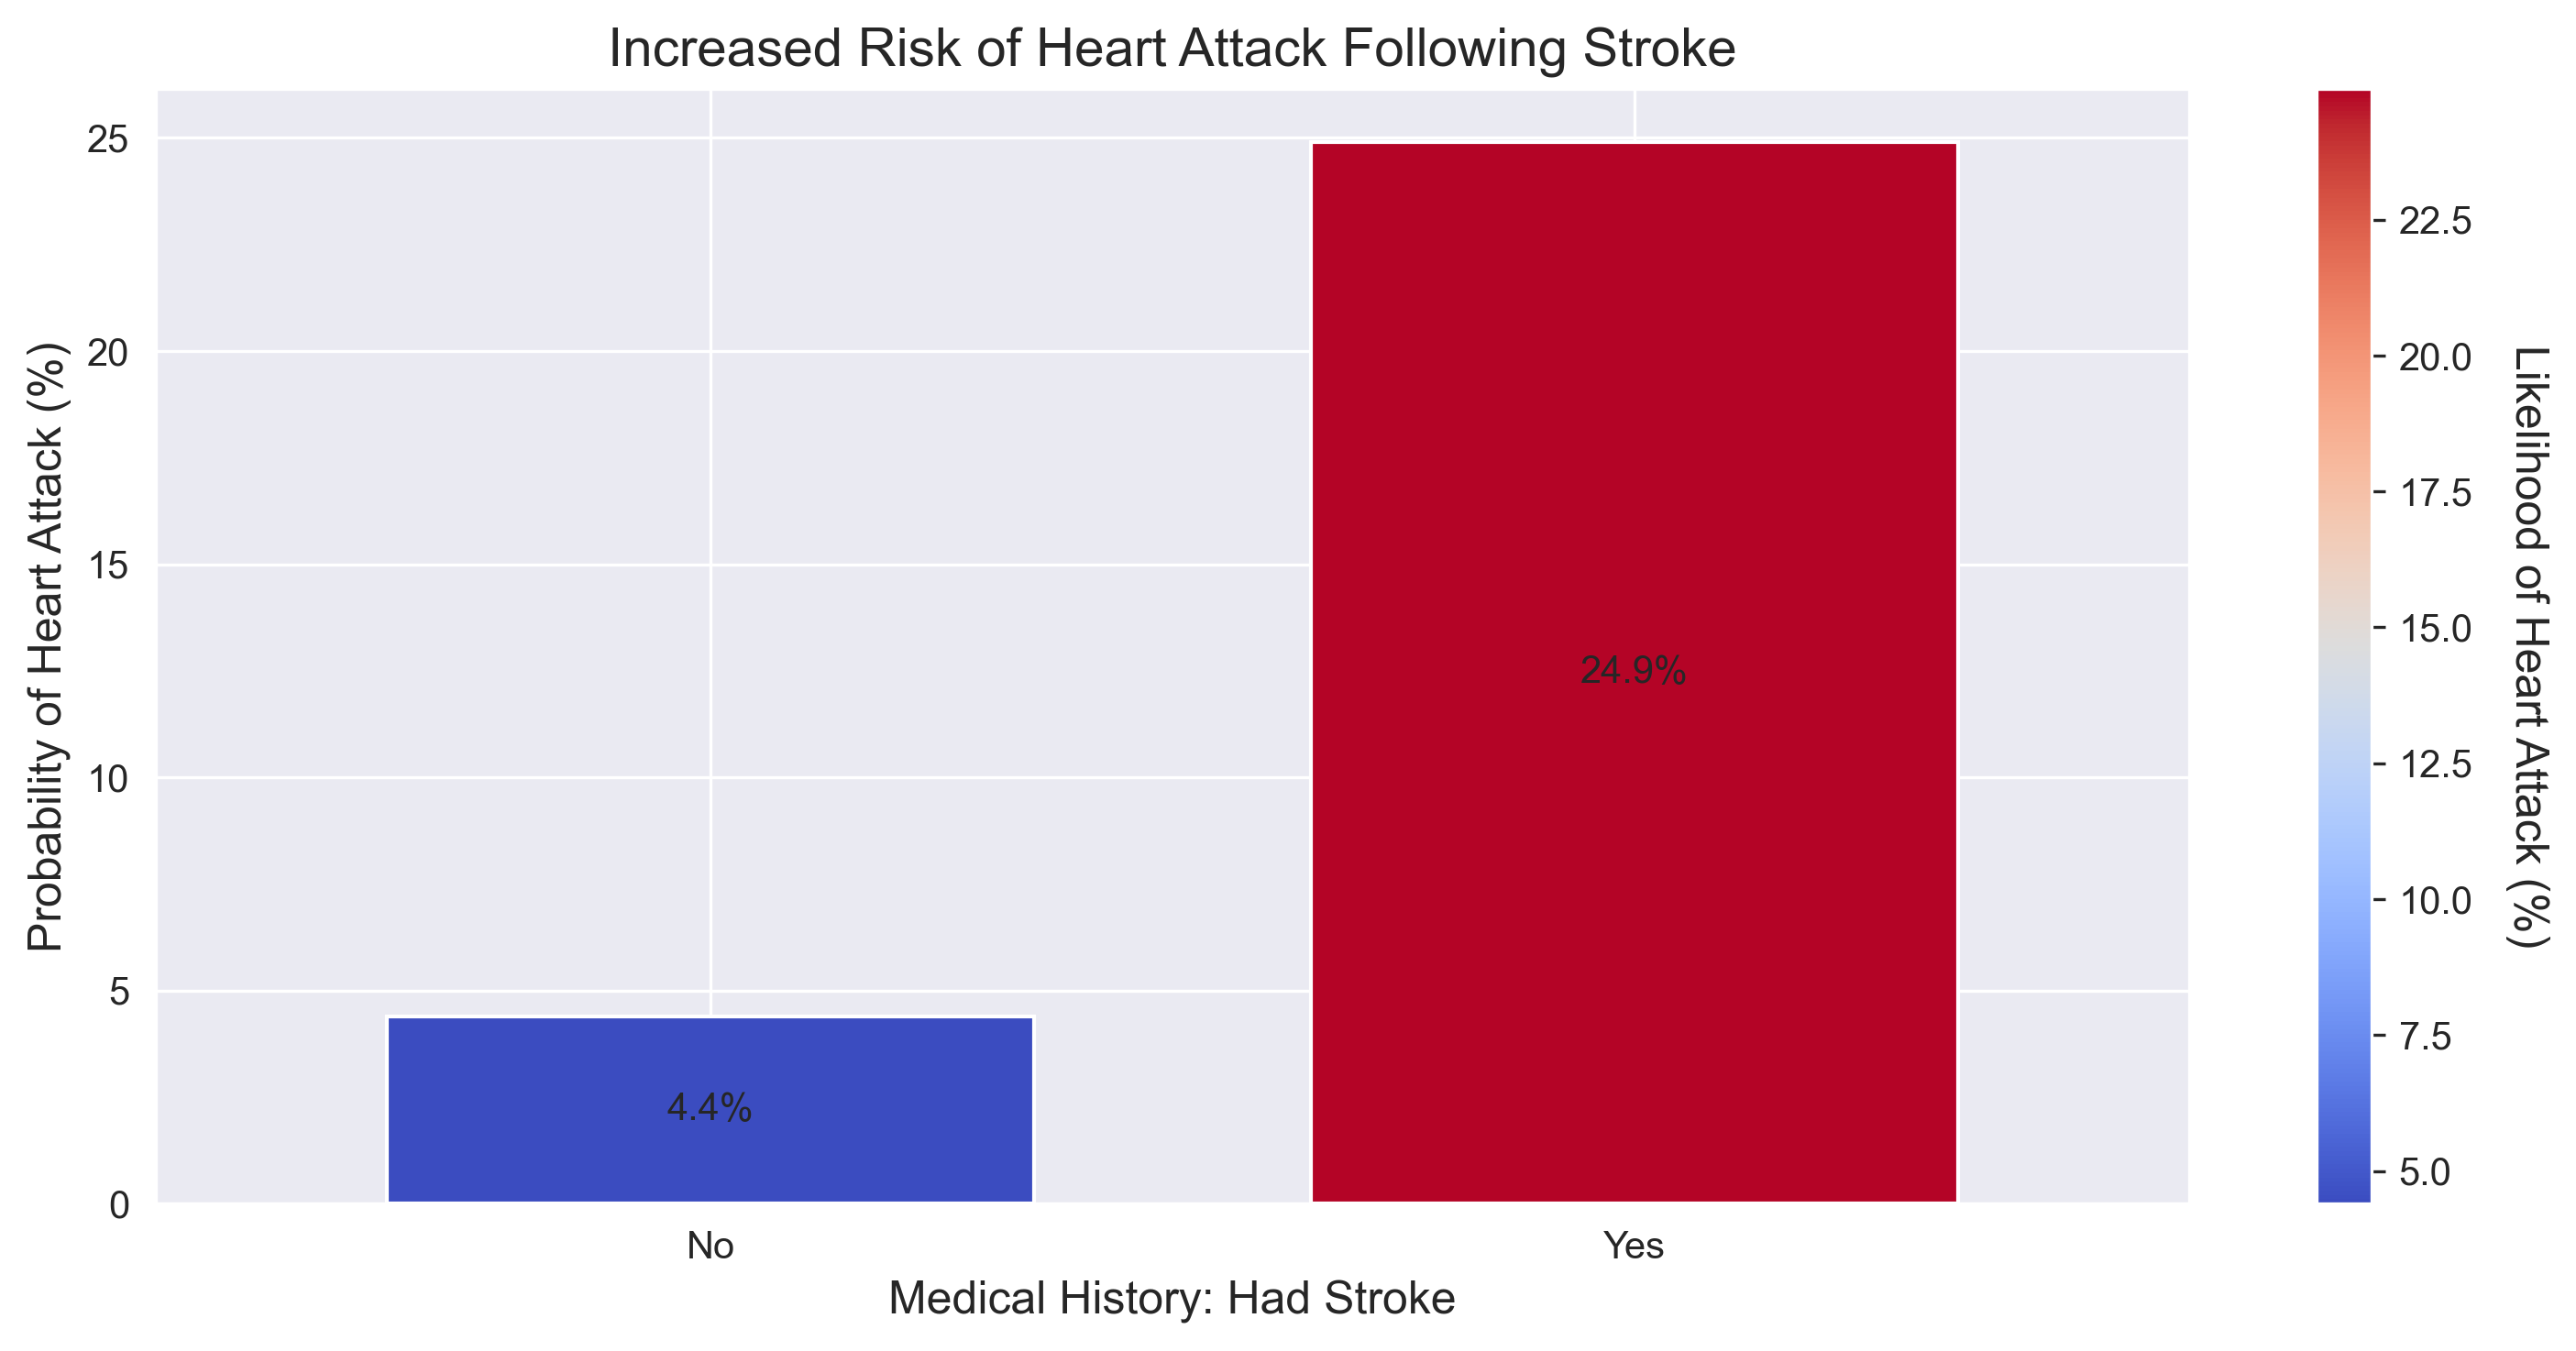 Increased Risk of Heart Attack Following Stroke
Probability of Heart Attack (%)
25
20
15
10
5
0
4.4%
24.9%
No
Yes
Medical History: Had Stroke
22.5
20.0
17.5
15.0
12.5
10.0
7.5
5.0
Likelihood of Heart Attack (%)